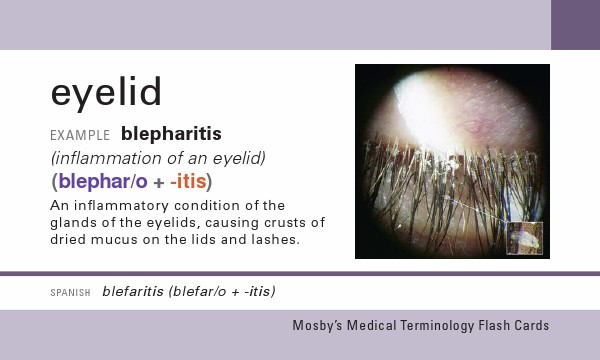 eyelid
EXAMPLE blepharitis
(inflammation of an eyelid)
(blephar/o + -itis)
An inflammatory condition of the
glands of the eyelids, causing crusts of
dried mucus on the lids and lashes.
SPANISH blefaritis (blefar/o + -itis)
Mosby's Medical Terminology Flash Cards